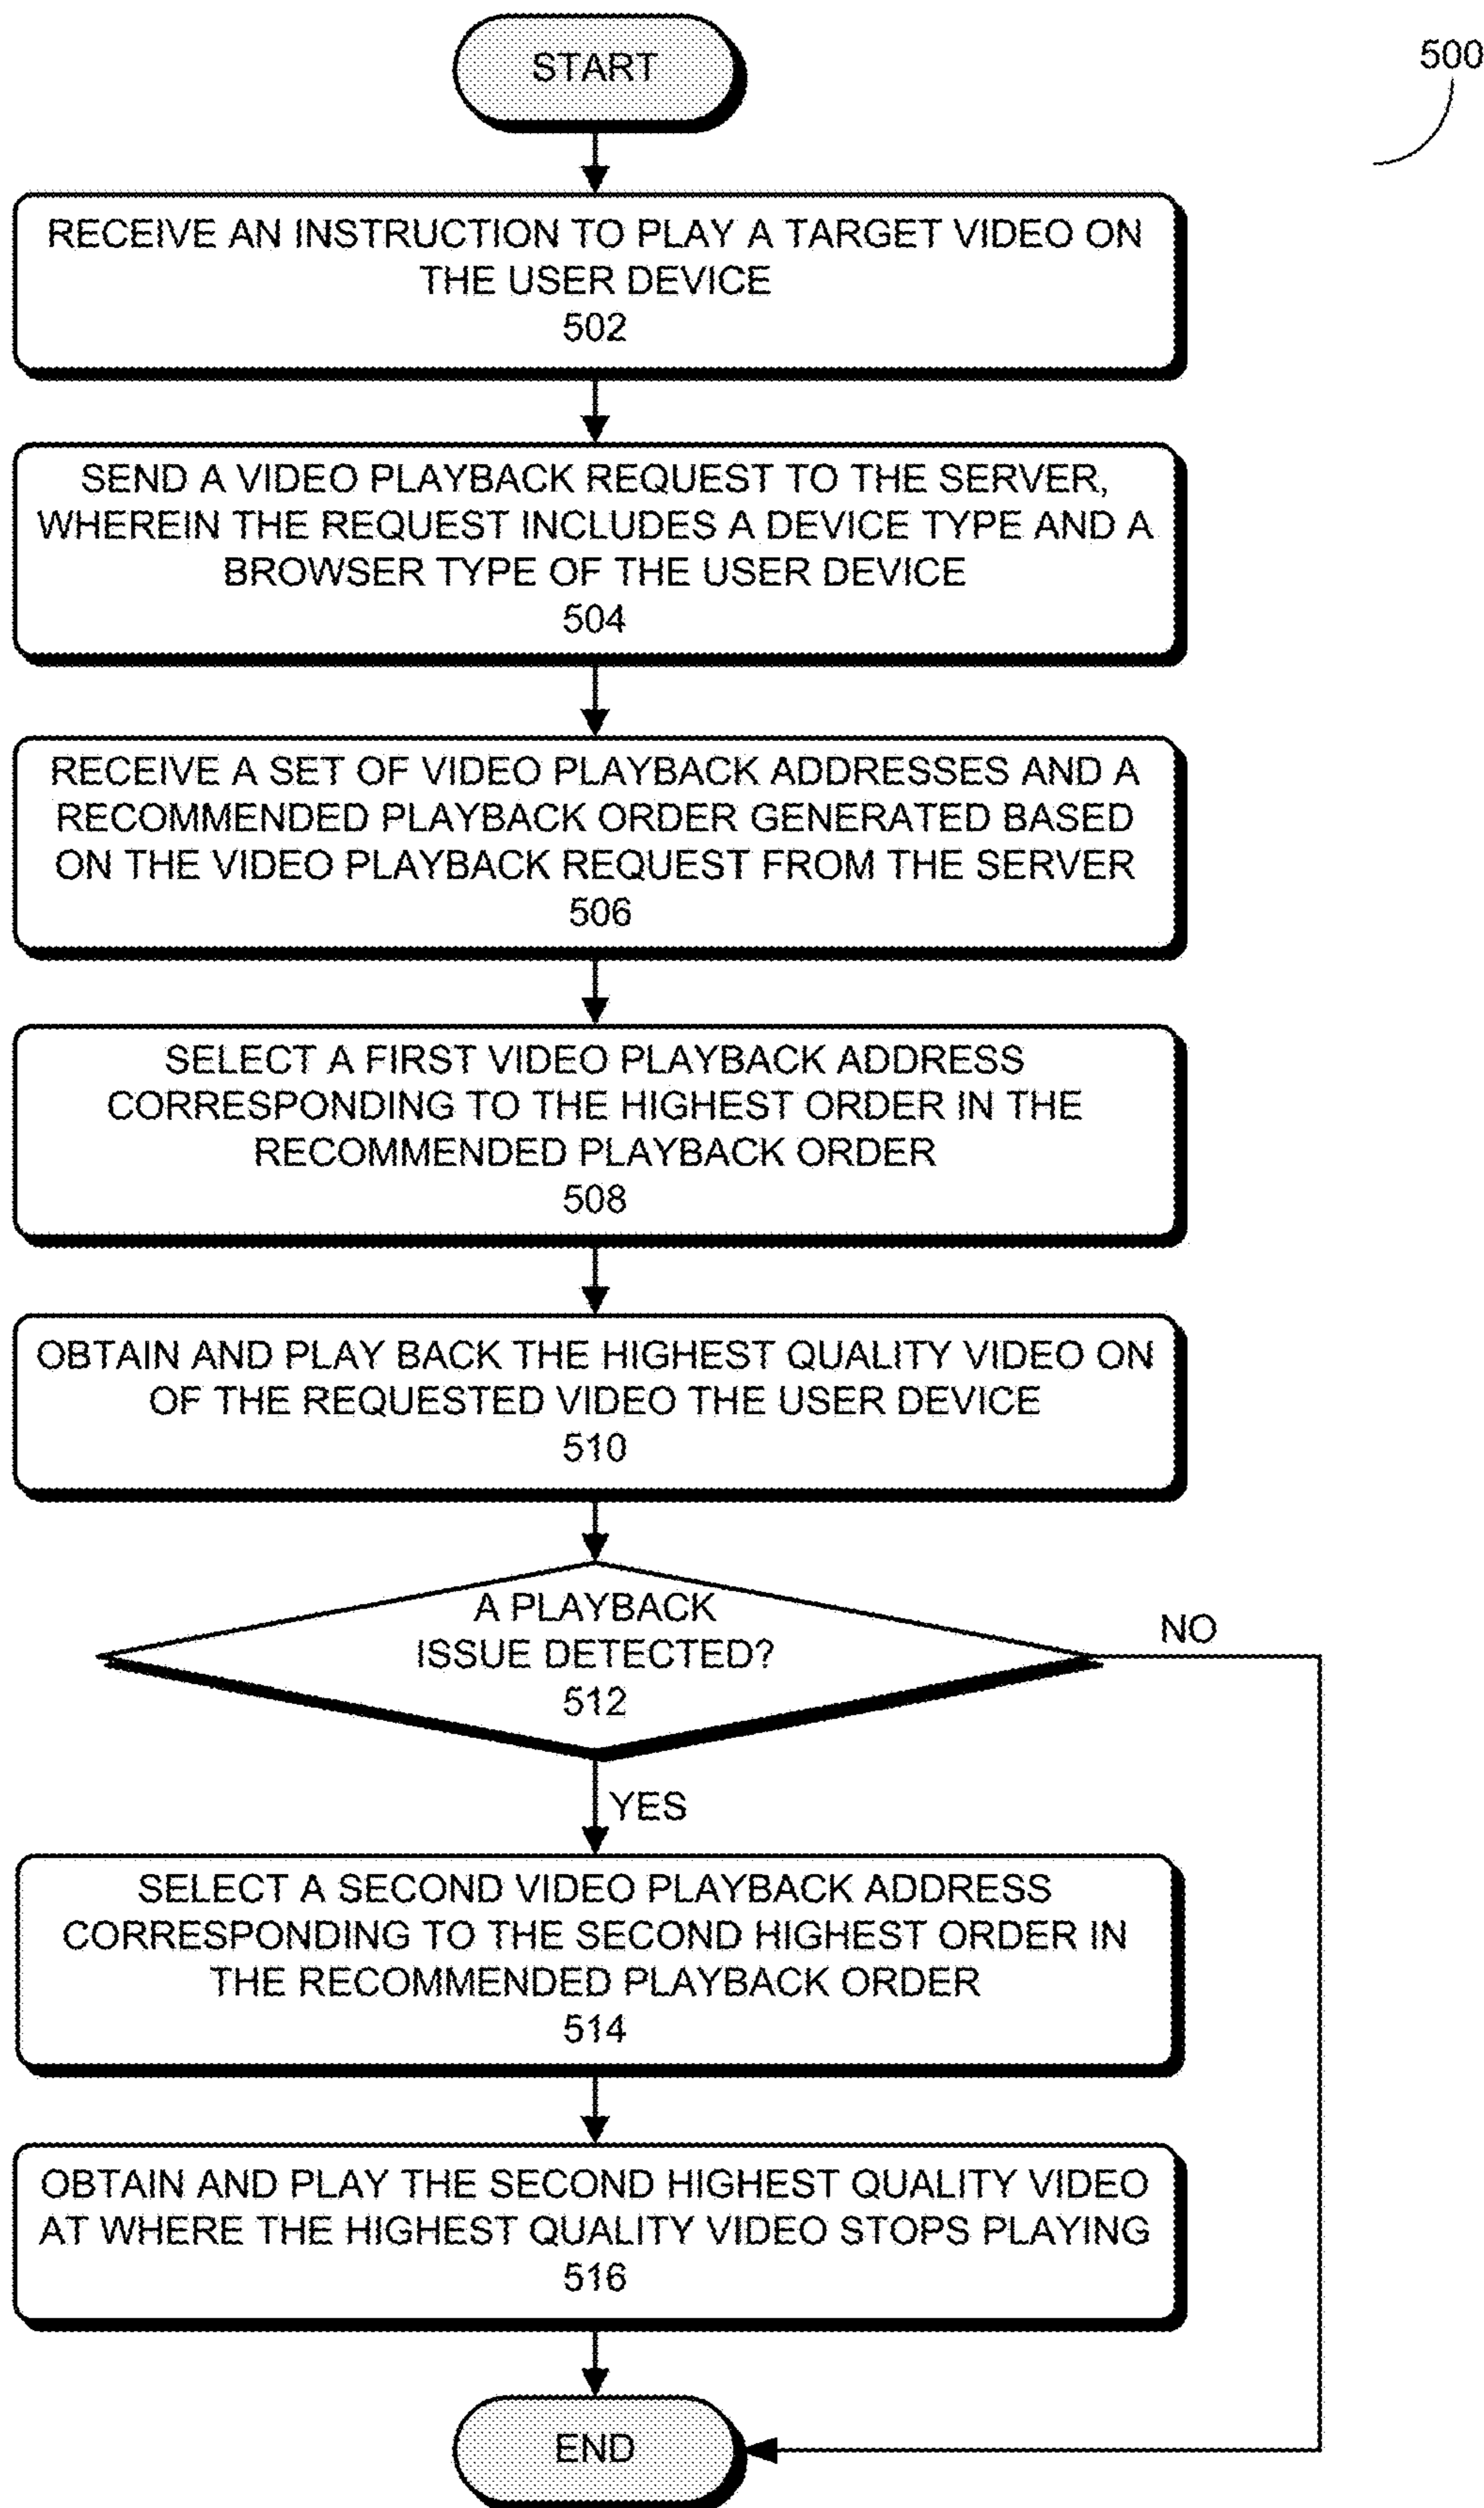 START
500
RECEIVE AN INSTRUCTION TO PLAY A TARGET VIDEO ON
THE USER DEVICE
502
SEND A VIDEO PLAYBACK REQUEST TO THE SERVER,
WHEREIN THE REQUEST INCLUDES A DEVICE TYPE AND A
BROWSER TYPE OF THE USER DEVICE
504
RECEIVE A SET OF VIDEO PLAYBACK ADDRESSES AND A
RECOMMENDED PLAYBACK ORDER GENERATED BASED
ON THE VIDEO PLAYBACK REQUEST FROM THE SERVER
506
SELECT A FIRST VIDEO PLAYBACK ADDRESS
CORRESPONDING TO THE HIGHEST ORDER IN THE
RECOMMENDED PLAYBACK ORDER
508
OBTAIN AND PLAY BACK THE HIGHEST QUALITY VIDEO ON
OF THE REQUESTED VIDEO THE USER DEVICE
510
A PLAYBACK
ISSUE DETECTED?
512
NO
YES
SELECT A SECOND VIDEO PLAYBACK ADDRESS
CORRESPONDING TO THE SECOND HIGHEST ORDER IN
THE RECOMMENDED PLAYBACK ORDER
514
OBTAIN AND PLAY THE SECOND HIGHEST QUALITY VIDEO
AT WHERE THE HIGHEST QUALITY VIDEO STOPS PLAYING
516
END